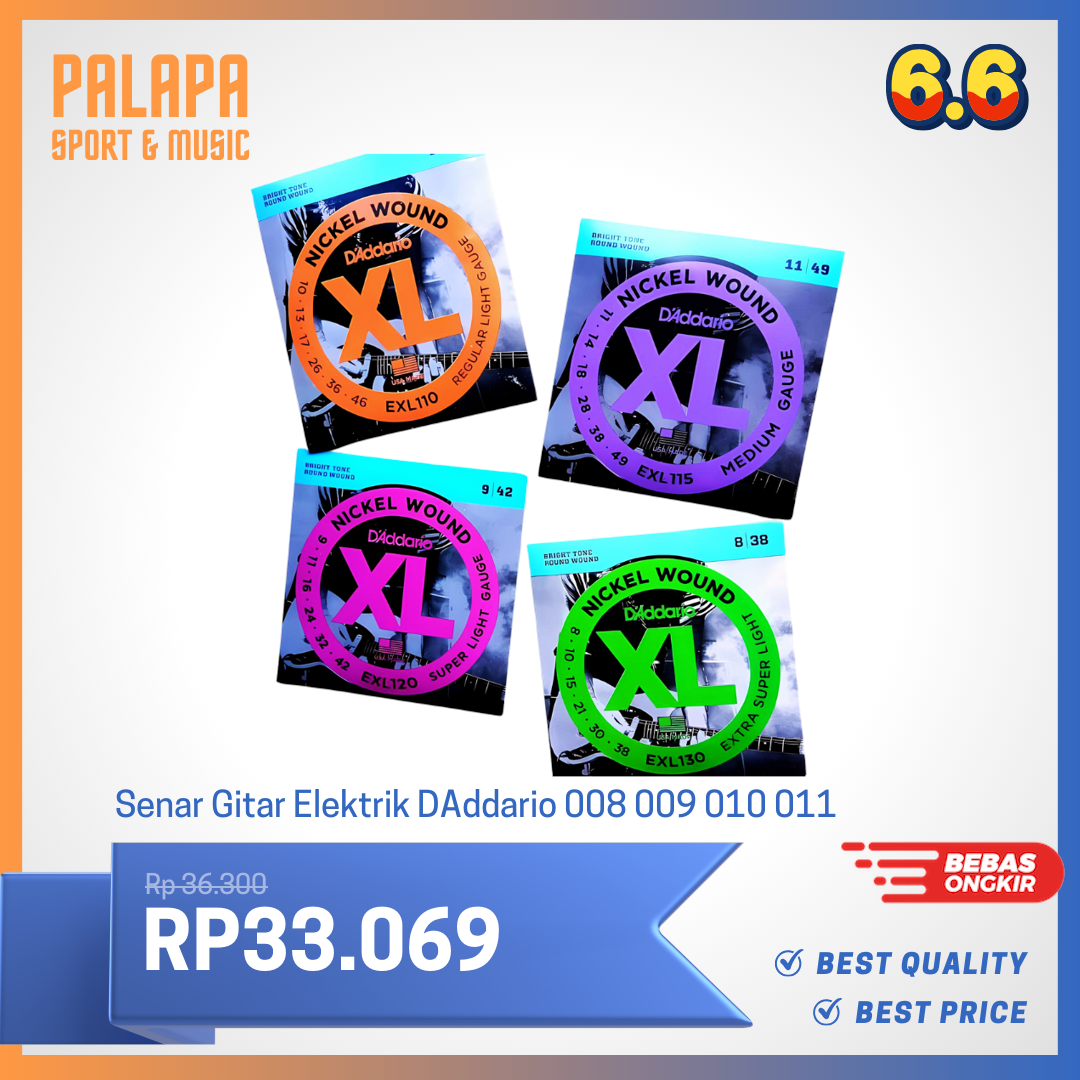 PALAPA
SPORT & MUSIC
6.6
BRIGHT TONE
ROUND WOUND
NICKEL WOUND
D'Addario
XL
USA MADE
10 · 13 · 17 · 26 · 36 · 46
EXL110
REGULAR LIGHT GAUGE
BRIGHT TONE
ROUND WOUND
11|49
NICKEL WOUND
D'Addario
XL
11 · 14 · 18 · 28 · 38 · 49
EXL115
MEDIUM GAUGE
BRIGHT TONE
ROUND WOUND
9|42
NICKEL WOUND
D'Addario
XL
9 · 11 · 16 · 24 · 32 · 42
EXL120
SUPER LIGHT GAUGE
BRIGHT TONE
ROUND WOUND
8|38
NICKEL WOUND
D'Addario
XL
8 · 10 · 15 · 21 · 30 · 38
EXL130
EXTRA SUPER LIGHT
Senar Gitar Elektrik DAddario 008 009 010 011
Rp 36.300
RP33.069
BEBAS
ONGKIR
BEST QUALITY
BEST PRICE